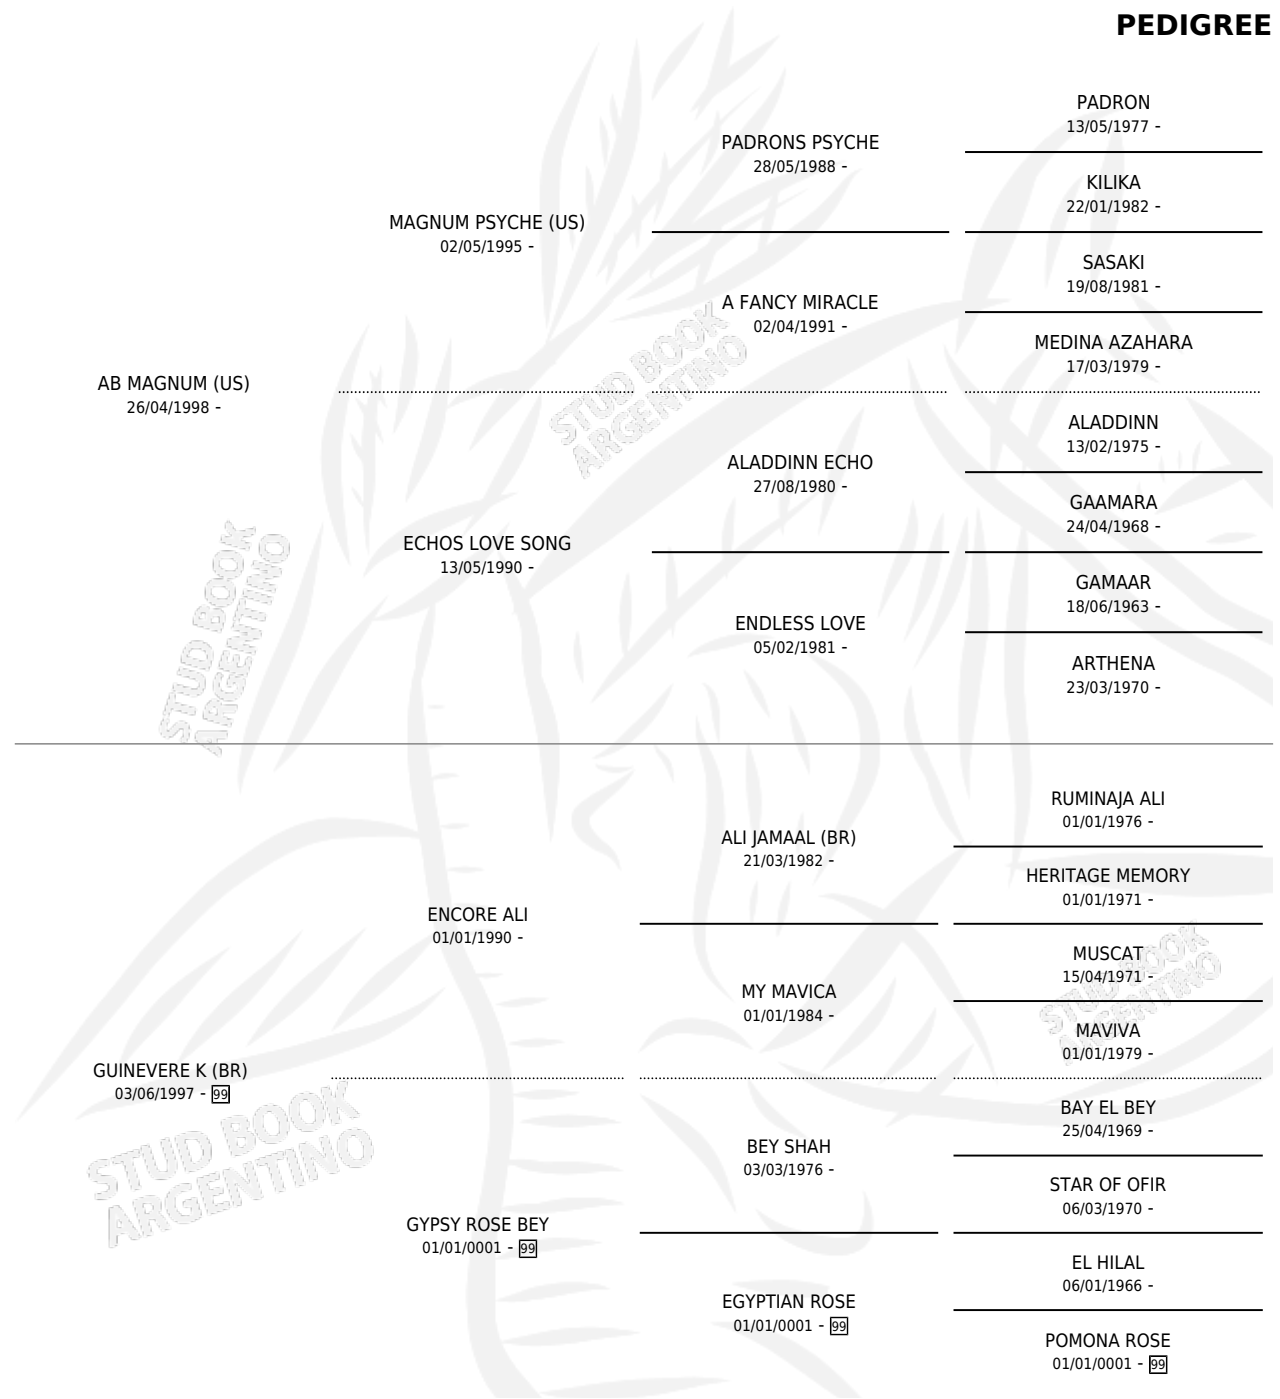 PEDIGREE
PADRON
13/05/1977 -
PADRONS PSYCHE
28/05/1988 -
KILIKA
22/01/1982 -
MAGNUM PSYCHE (US)
02/05/1995 -
SASAKI
19/08/1981 -
A FANCY MIRACLE
02/04/1991 -
MEDINA AZAHARA
17/03/1979 -
AB MAGNUM (US)
26/04/1998 -
STUD BOOK
ARGENTINO
ALADDINN
13/02/1975 -
ALADDINN ECHO
27/08/1980 -
GAAMARA
24/04/1968 -
ECHOS LOVE SONG
13/05/1990 -
GAMAAR
18/06/1963 -
ENDLESS LOVE
05/02/1981 -
ARTHENA
23/03/1970 -
STUD BOOK
ARGENTINO
RUMINAJA ALI
01/01/1976 -
ALI JAMAAL (BR)
21/03/1982 -
HERITAGE MEMORY
01/01/1971 -
ENCORE ALI
01/01/1990 -
MUSCAT
15/04/1971 -
MY MAVICA
01/01/1984 -
MAVIVA
01/01/1979 -
STUD BOOK
ARGENTINO
GUINEVERE K (BR)
03/06/1997 - 99
BAY EL BEY
25/04/1969 -
BEY SHAH
03/03/1976 -
STAR OF OFIR
06/03/1970 -
STUD BOOK
ARGENTINO
GYPSY ROSE BEY
01/01/0001 - 99
EL HILAL
06/01/1966 -
EGYPTIAN ROSE
01/01/0001 - 99
POMONA ROSE
01/01/0001 - 99